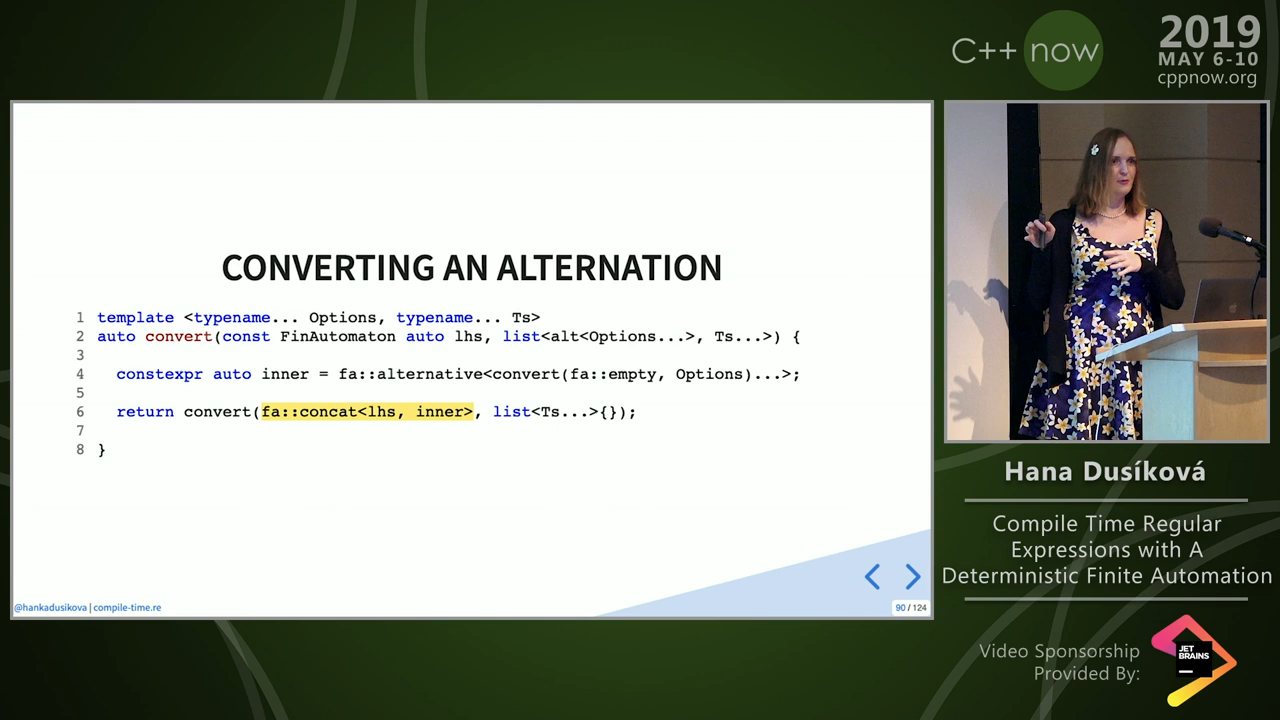 C++ now
2019
MAY 6-10
cppnow.org
CONVERTING AN ALTERNATION
1 template <typename... Options, typename... Ts>
2 auto convert(const FinAutomaton auto lhs, list<alt<Options...>, Ts...>) {
3
4 constexpr auto inner = fa::alternative<convert(fa::empty, Options)...>;
5
6 return convert(fa::concat<lhs, inner>, list<Ts...>{});
7
8 }
@hankadusikova | compile-time.re
90 / 124
Hana Dusíková
Compile Time Regular
Expressions with A
Deterministic Finite Automation
Video Sponsorship
Provided By:
JET
BRAINS